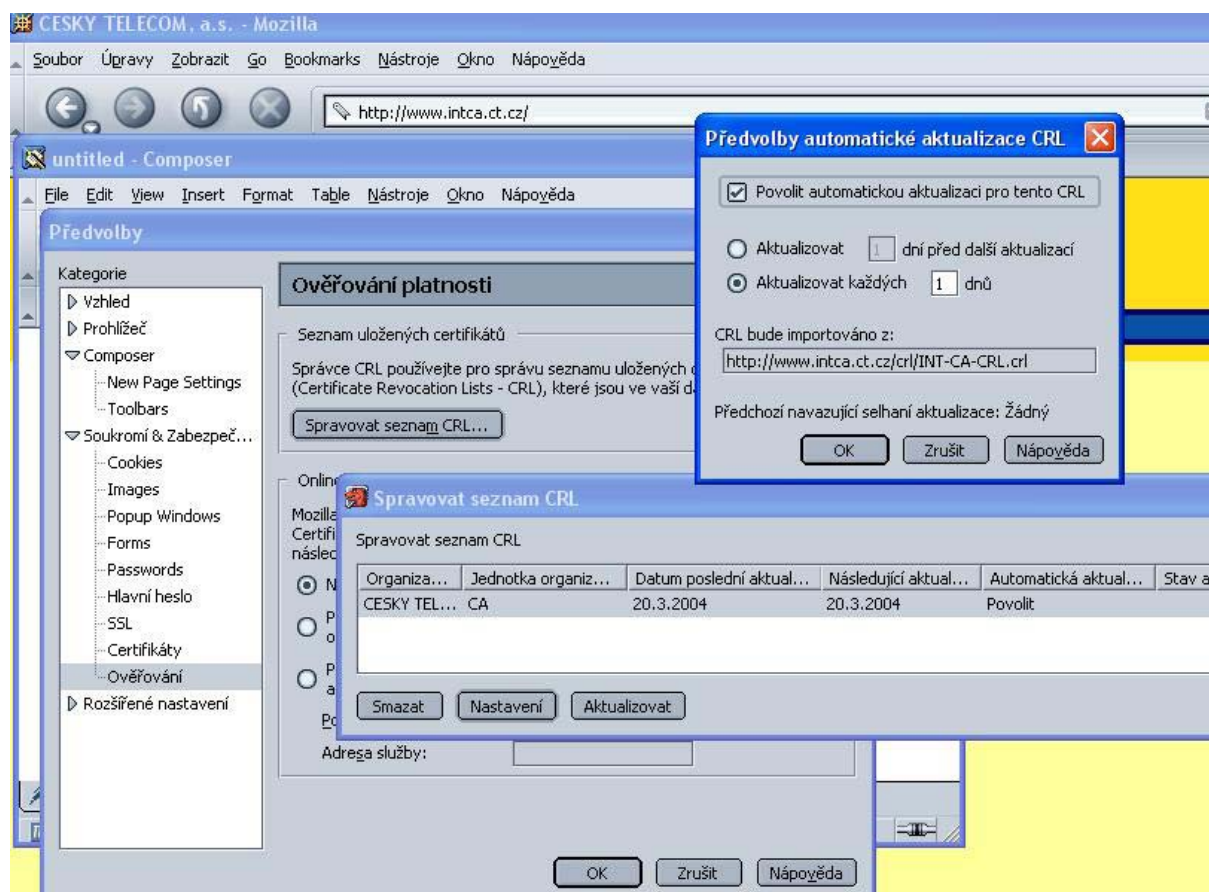 CESKY TELECOM, a.s. - Mozilla
Soubor Úpravy Zobrazit Go Bookmarks Nástroje Okno Nápověda
http://www.intca.ct.cz/
untitled - Composer
File Edit View Insert Format Table Nástroje Okno Nápověda
Předvolby
Kategorie
Vzhled
Prohlížeč
Composer
New Page Settings
Toolbars
Soukromí & Zabezpeč...
Cookies
Images
Popup Windows
Forms
Passwords
Hlavní heslo
SSL
Certifikáty
Ověřování
Rozšířené nastavení
Ověřování platnosti
Seznam uložených certifikátů
Správce CRL používejte pro správu seznamu uložených
(Certificate Revocation Lists - CRL), které jsou ve vaší
Spravovat seznam CRL...
Adresa služby:
OK Zrušit Nápověda
Předvolby automatické aktualizace CRL
Povolit automatickou aktualizaci pro tento CRL
Aktualizovat 1 dní před další aktualizací
Aktualizovat každých 1 dnů
CRL bude importováno z:
http://www.intca.ct.cz/crl/INT-CA-CRL.crl
Předchozí navazující selhaní aktualizace: Žádný
OK Zrušit Nápověda
Spravovat seznam CRL
Spravovat seznam CRL
Organiza... Jednotka organiz... Datum poslední aktual... Následující aktual... Automatická aktual... Stav
CESKY TEL... CA 20.3.2004 20.3.2004 Povolit
Smazat Nastavení Aktualizovat